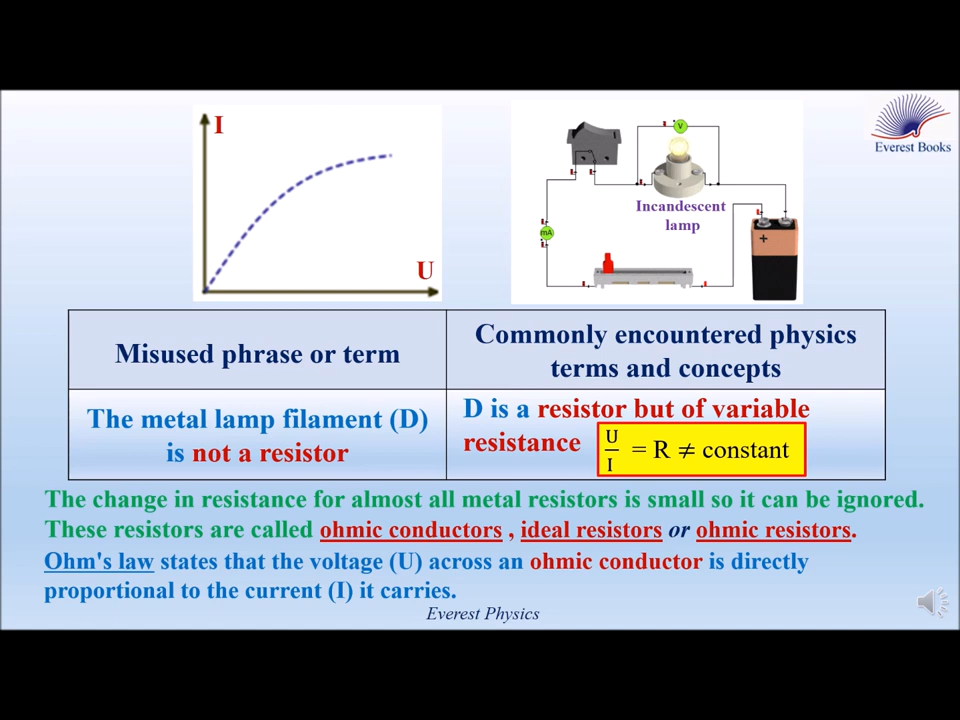 I
U
V
Incandescent
lamp
mA
+
Everest Books
Misused phrase or term
Commonly encountered physics
terms and concepts
The metal lamp filament (D)
is not a resistor
D is a resistor but of variable
resistance
U
I
= R ≠ constant
The change in resistance for almost all metal resistors is small so it can be ignored.
These resistors are called ohmic conductors , ideal resistors or ohmic resistors.
Ohm's law states that the voltage (U) across an ohmic conductor is directly
proportional to the current (I) it carries.
Everest Physics